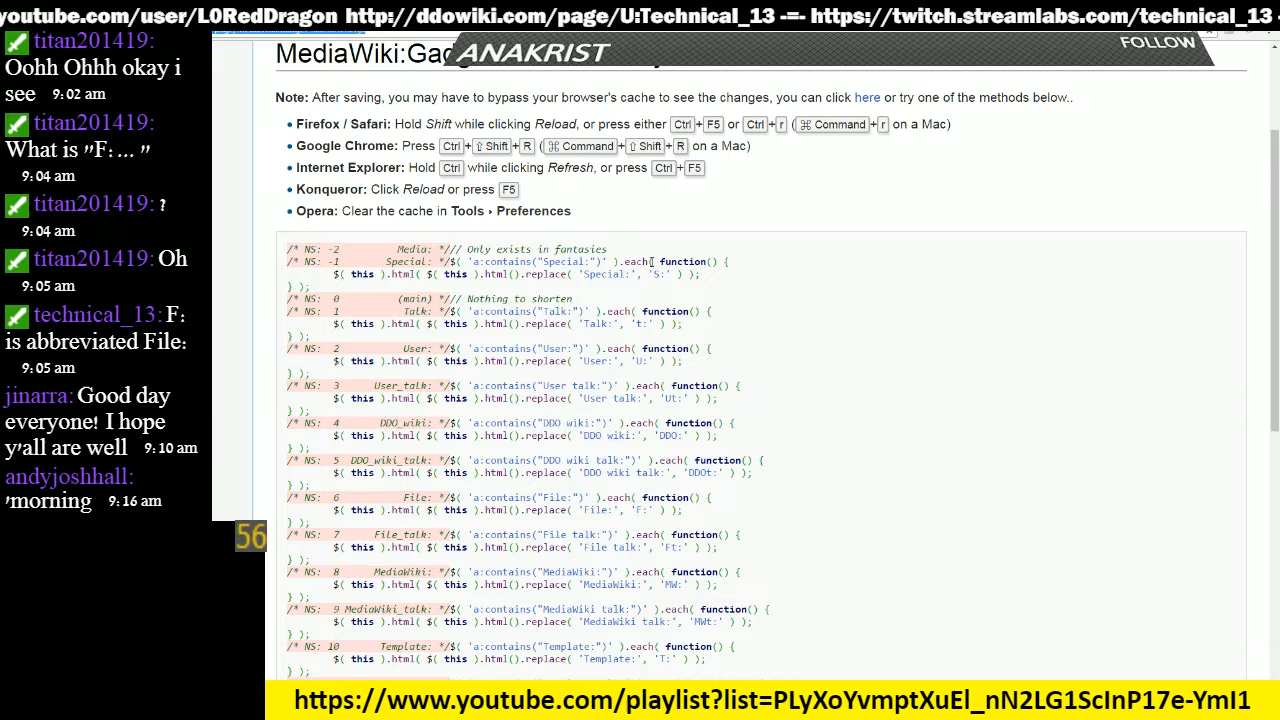 youtube.com/user/L0RedDragon http://ddowiki.com/page/U:Technical_13 -=- https://twitch.streamlabs.com/technical_13
titan201419:
Oohh Ohhh okay i
see 9:02 am
titan201419:
What is "F: ... "
9:04 am
titan201419: ?
9:04 am
titan201419: Oh
9:05 am
technical_13: F:
is abbreviated File:
9:05 am
jinarra: Good day
everyone! I hope
y'all are well 9:10 am
andyjoshhall:
'morning 9:16 am
56
ANAKRIST
FOLLOW
MediaWiki:Gad
Note: After saving, you may have to bypass your browser's cache to see the changes, you can click here or try one of the methods below..
• Firefox / Safari: Hold Shift while clicking Reload, or press either Ctrl+F5 or Ctrl+r (⌘ Command+r on a Mac)
• Google Chrome: Press Ctrl+⇧Shift+R (⌘ Command+⇧Shift+R on a Mac)
• Internet Explorer: Hold Ctrl while clicking Refresh, or press Ctrl+F5
• Konqueror: Click Reload or press F5
• Opera: Clear the cache in Tools › Preferences
/* NS: -2 Media: */// Only exists in fantasies
/* NS: -1 Special: */$( 'a:contains("Special:")' ).each( function() {
$( this ).html( $( this ).html().replace( 'Special:', 'S:' ) );
} );
/* NS: 0 (main) *// Nothing to shorten
/* NS: 1 Talk: */$( 'a:contains("Talk:")' ).each( function() {
$( this ).html( $( this ).html().replace( 'Talk:', 't:' ) );
} );
/* NS: 2 User: */$( 'a:contains("User:")' ).each( function() {
$( this ).html( $( this ).html().replace( 'User:', 'U:' ) );
} );
/* NS: 3 User_talk: */$( 'a:contains("User talk:")' ).each( function() {
$( this ).html( $( this ).html().replace( 'User talk:', 'Ut:' ) );
} );
/* NS: 4 DDO_wiki: */$( 'a:contains("DDO wiki:")' ).each( function() {
$( this ).html( $( this ).html().replace( 'DDO wiki:', 'DDO:' ) );
} );
/* NS: 5 DDO_wiki_talk: */$( 'a:contains("DDO wiki talk:")' ).each( function() {
$( this ).html( $( this ).html().replace( 'DDO wiki talk:', 'DDOt:' ) );
} );
/* NS: 6 File: */$( 'a:contains("File:")' ).each( function() {
$( this ).html( $( this ).html().replace( 'File:', 'F:' ) );
} );
/* NS: 7 File_talk: */$( 'a:contains("File talk:")' ).each( function() {
$( this ).html( $( this ).html().replace( 'File talk:', 'Ft:' ) );
} );
/* NS: 8 MediaWiki: */$( 'a:contains("MediaWiki:")' ).each( function() {
$( this ).html( $( this ).html().replace( 'MediaWiki:', 'MW:' ) );
} );
/* NS: 9 MediaWiki_talk: */$( 'a:contains("MediaWiki talk:")' ).each( function() {
$( this ).html( $( this ).html().replace( 'MediaWiki talk:', 'MWt:' ) );
} );
/* NS: 10 Template: */$( 'a:contains("Template:")' ).each( function() {
$( this ).html( $( this ).html().replace( 'Template:', 'T:' ) );
} );
https://www.youtube.com/playlist?list=PLyXoYvmptXuEl_nN2LG1ScInP17e-YmI1